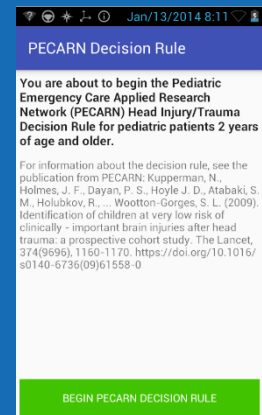 Jan/13/2014 8:11
PECARN Decision Rule
You are about to begin the Pediatric
Emergency Care Applied Research
Network (PECARN) Head Injury/Trauma
Decision Rule for pediatric patients 2 years
of age and older.
For information about the decision rule, see the
publication from PECARN: Kupperman, N.,
Holmes, J. F., Dayan, P. S., Hoyle J. D., Atabaki, S.
M., Holubkov, R., ... Wootton-Gorges, S. L. (2009).
Identification of children at very low risk of
clinically - important brain injuries after head
trauma: a prospective cohort study. The Lancet,
374(9696), 1160-1170. https://doi.org/10.1016/
s0140-6736(09)61558-0
BEGIN PECARN DECISION RULE